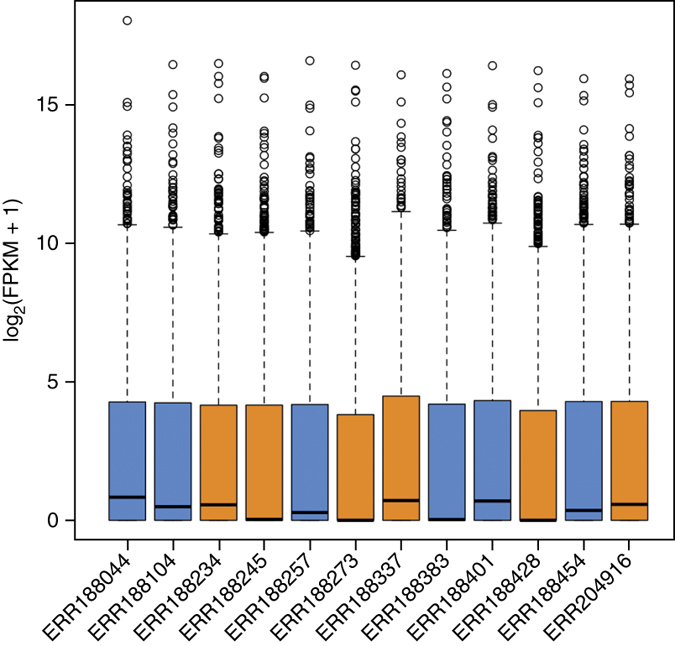 15
10
5
0
log2(FPKM + 1)
ERR188044
ERR188104
ERR188234
ERR188245
ERR188257
ERR188273
ERR188337
ERR188383
ERR188401
ERR188428
ERR188454
ERR204916